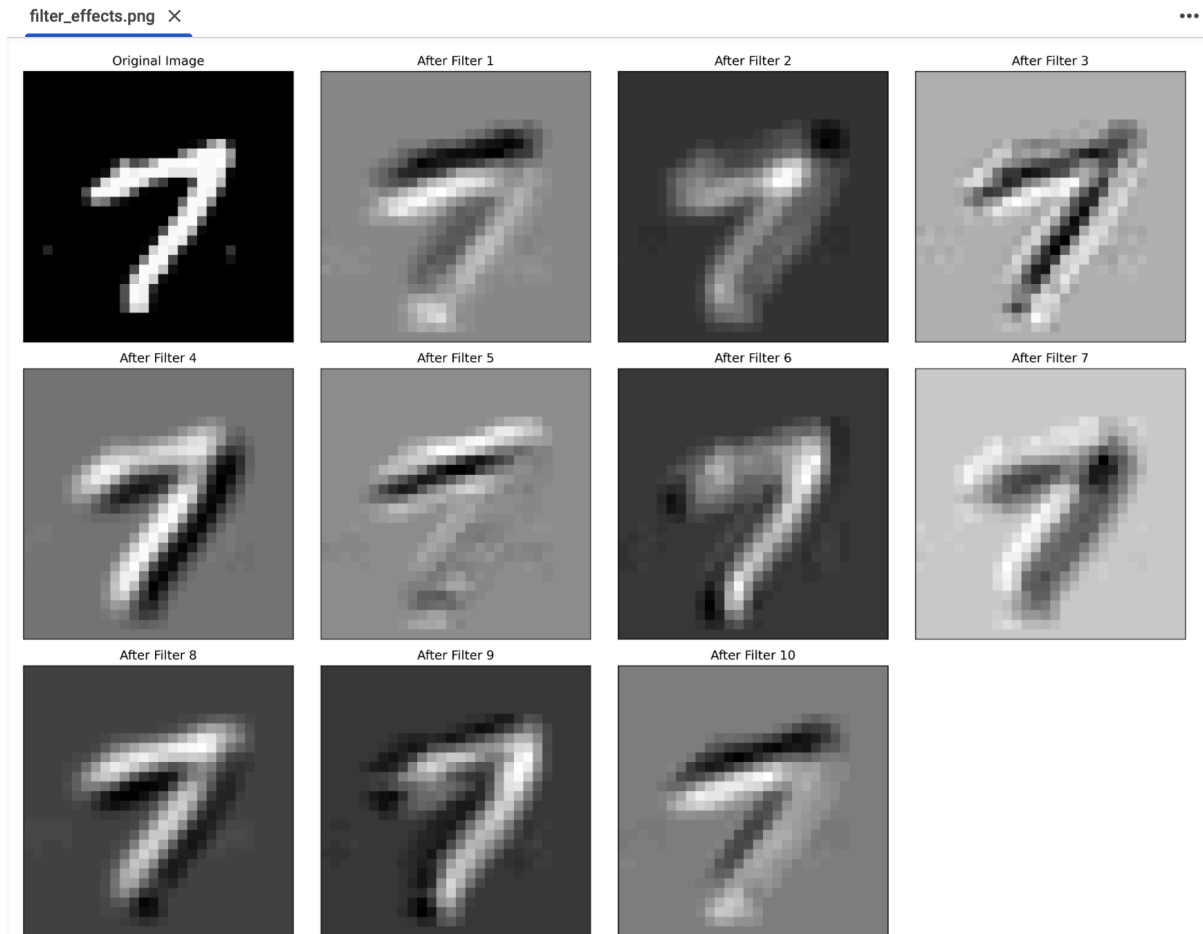 filter_effects.png
Original Image
After Filter 1
After Filter 2
After Filter 3
7
After Filter 4
After Filter 5
After Filter 6
After Filter 7
After Filter 8
After Filter 9
After Filter 10